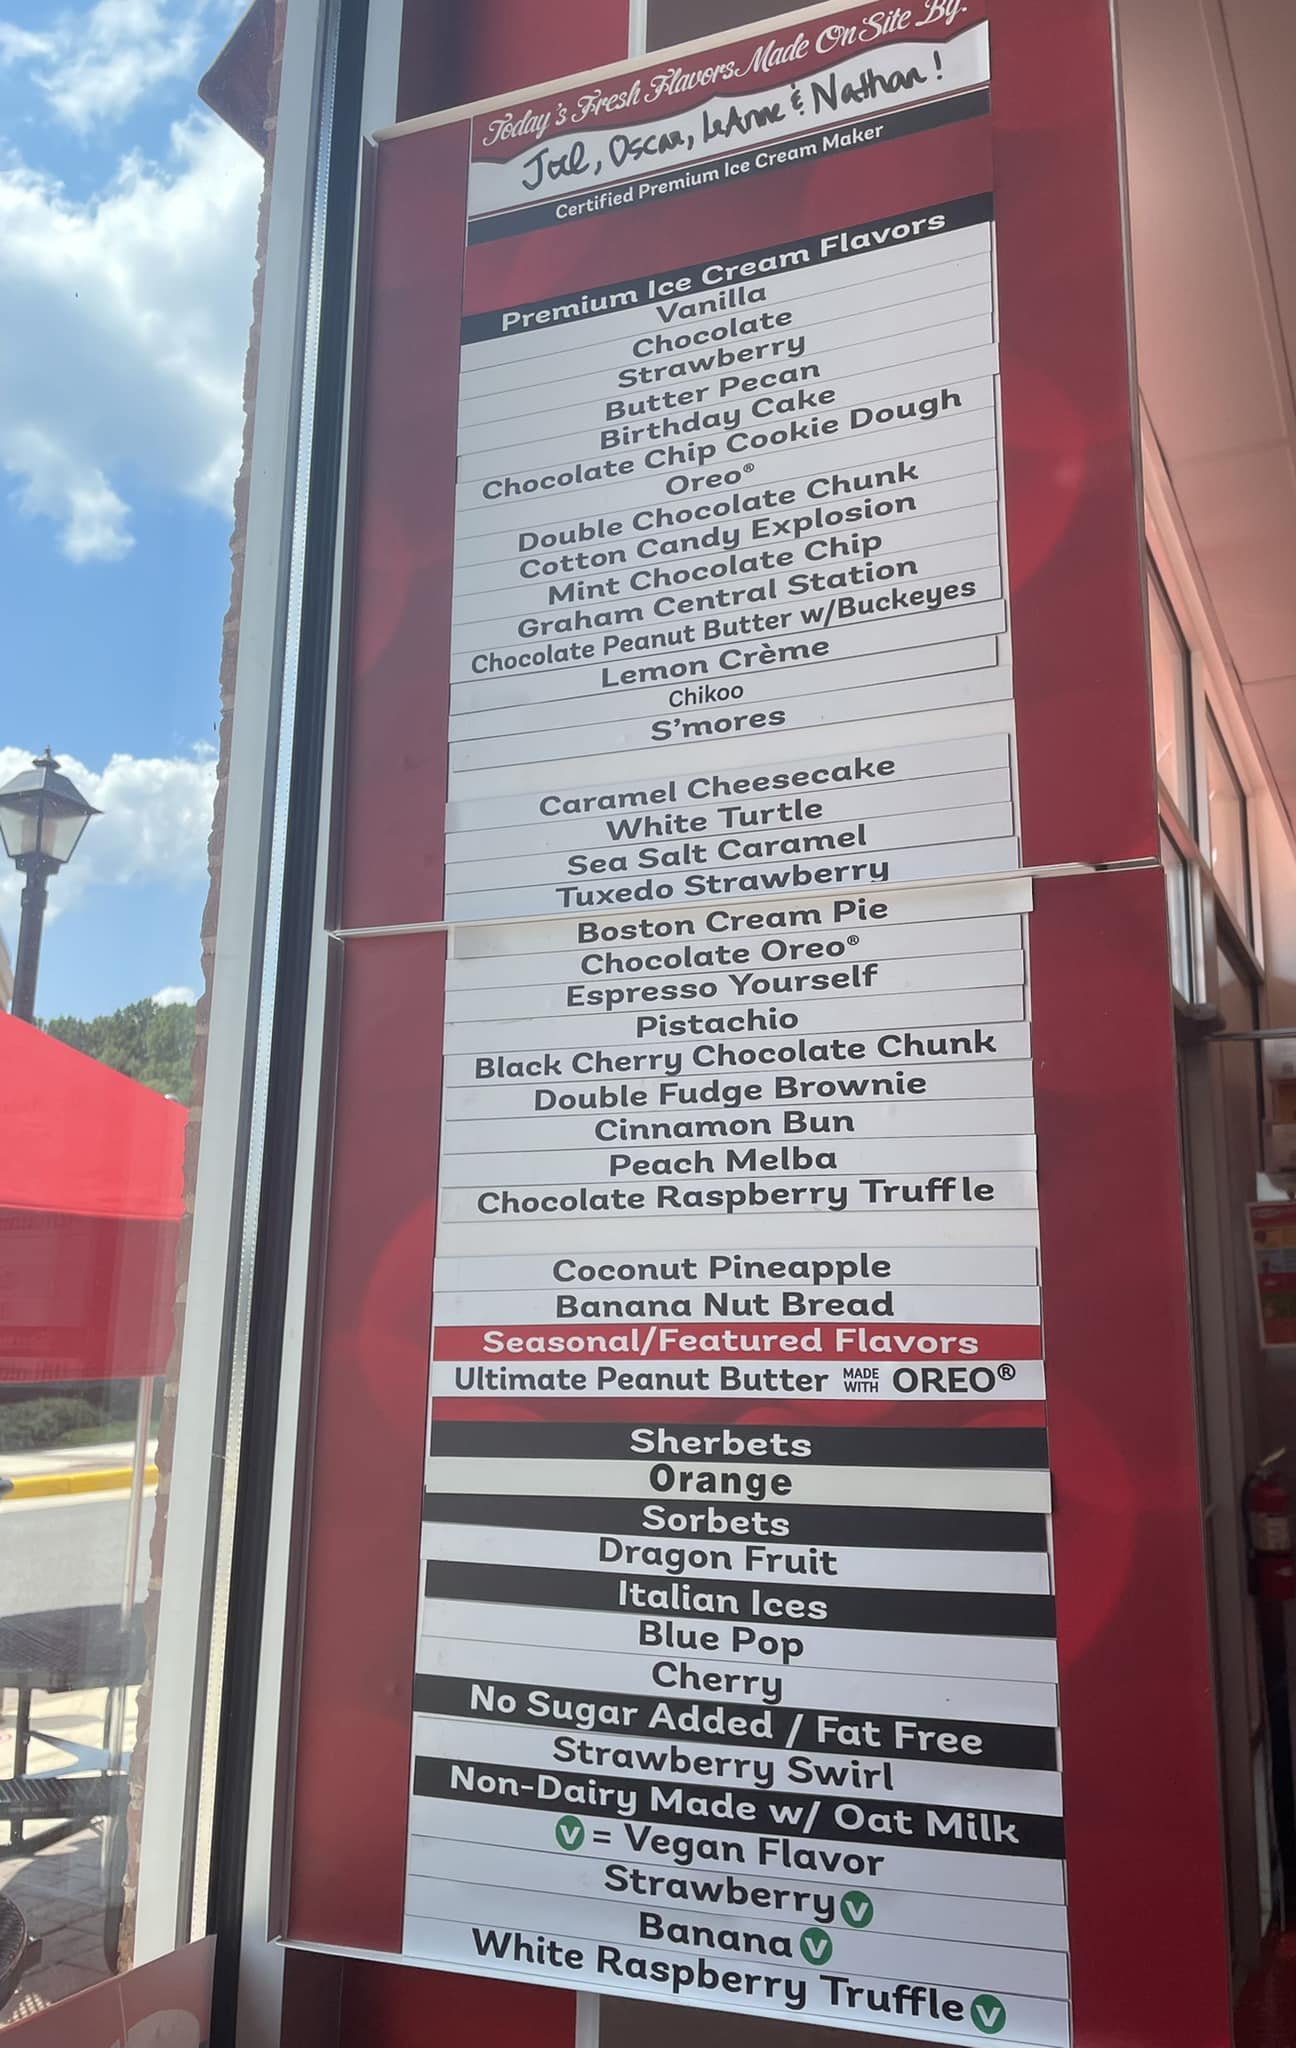 Today's Fresh Flavors Made On Site By:
Joel, Oscar, LeAnne & Nathan!
Certified Premium Ice Cream Maker
Premium Ice Cream Flavors
Vanilla
Chocolate
Strawberry
Butter Pecan
Birthday Cake
Chocolate Chip Cookie Dough
Oreo®
Double Chocolate Chunk
Cotton Candy Explosion
Mint Chocolate Chip
Graham Central Station
Chocolate Peanut Butter w/Buckeyes
Lemon Crème
Chikoo
S'mores
Caramel Cheesecake
White Turtle
Sea Salt Caramel
Tuxedo Strawberry
Boston Cream Pie
Chocolate Oreo®
Espresso Yourself
Pistachio
Black Cherry Chocolate Chunk
Double Fudge Brownie
Cinnamon Bun
Peach Melba
Chocolate Raspberry Truffle
Coconut Pineapple
Banana Nut Bread
Seasonal/Featured Flavors
Ultimate Peanut Butter MADE WITH OREO®
Sherbets
Orange
Sorbets
Dragon Fruit
Italian Ices
Blue Pop
Cherry
No Sugar Added / Fat Free
Strawberry Swirl
Non-Dairy Made w/ Oat Milk
V = Vegan Flavor
Strawberry V
Banana V
White Raspberry Truffle V